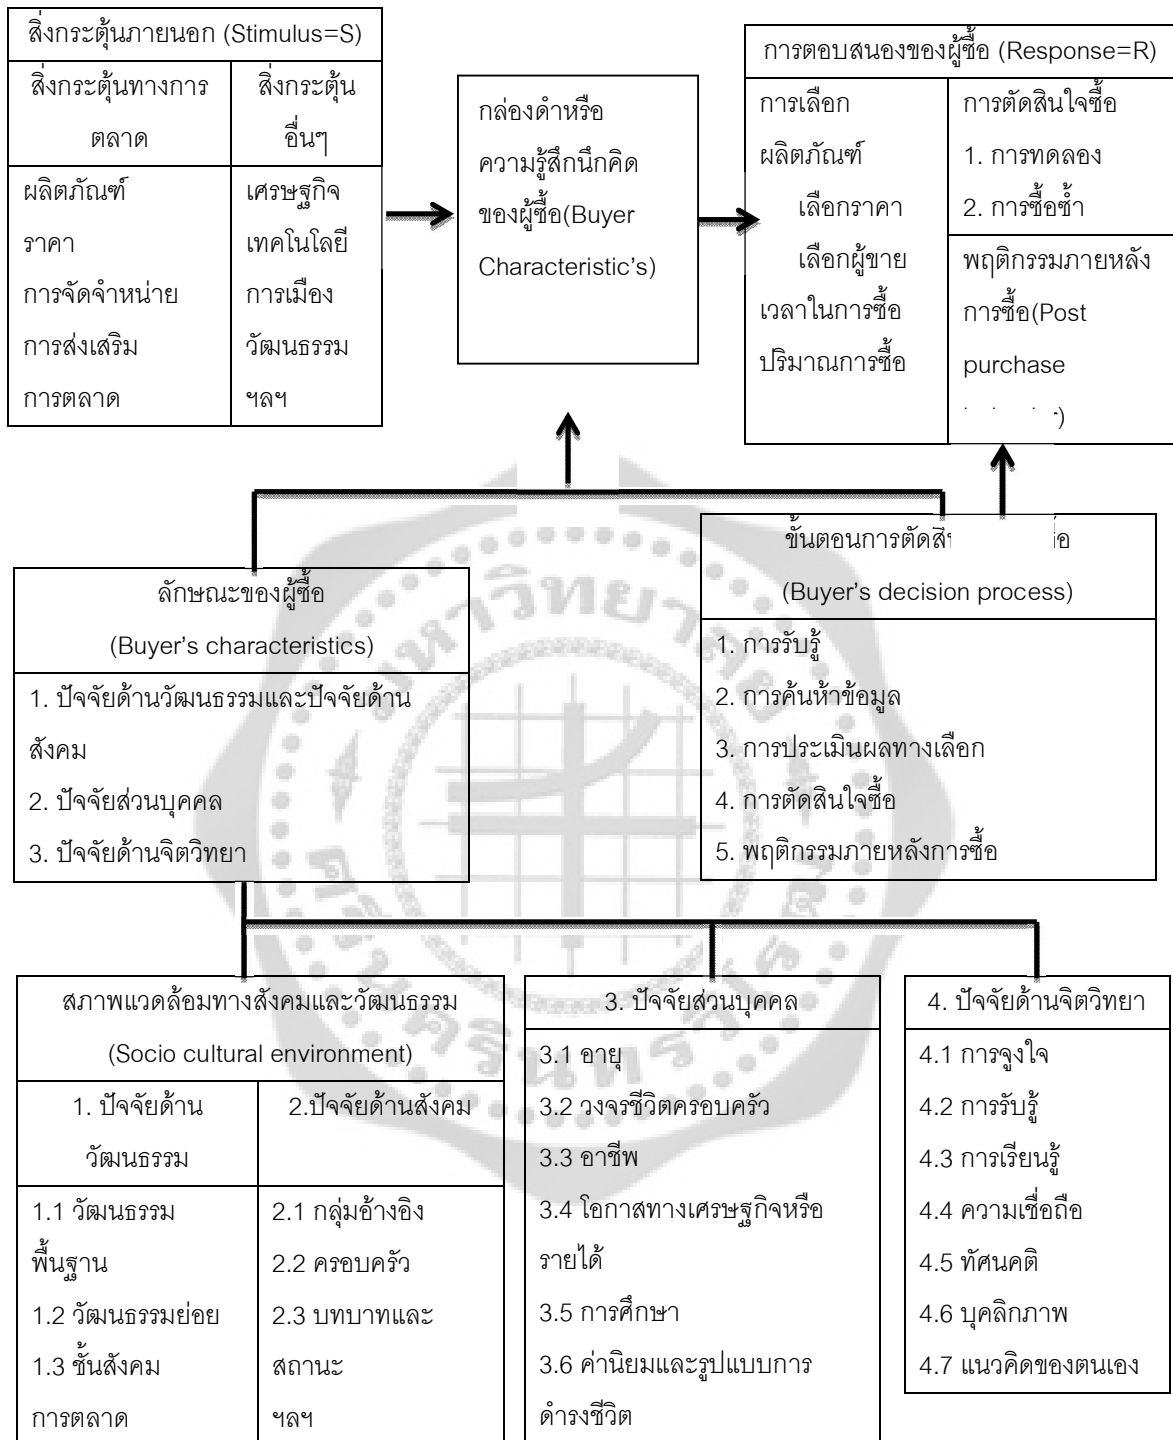 สิ่งกระตุ้นภายนอก (Stimulus=S)
สิ่งกระตุ้นทางการ
ตลาด
สิ่งกระตุ้น
อื่นๆ
ผลิตภัณฑ์
ราคา
การจัดจำหน่าย
การส่งเสริม
การตลาด
เศรษฐกิจ
เทคโนโลยี
การเมือง
วัฒนธรรม
ฯลฯ
กล่องดำหรือ
ความรู้สึกนึกคิด
ของผู้ซื้อ(Buyer
Characteristic's)
การตอบสนองของผู้ซื้อ (Response=R)
การเลือก
ผลิตภัณฑ์
เลือกราคา
เลือกผู้ขาย
เวลาในการซื้อ
ปริมาณการซื้อ
การตัดสินใจซื้อ
1. การทดลอง
2. การซื้อซ้ำ
พฤติกรรมภายหลัง
การซื้อ(Post
purchase
ลักษณะของผู้ซื้อ
(Buyer's characteristics)
1. ปัจจัยด้านวัฒนธรรมและปัจจัยด้าน
สังคม
2. ปัจจัยส่วนบุคคล
3. ปัจจัยด้านจิตวิทยา
ขั้นตอนการ
(Buyer's decision process)
1. การรับรู้
2. การค้นห้าข้อมูล
3. การประเมินผลทางเลือก
4. การตัดสินใจซื้อ
5. พฤติกรรมภายหลังการซื้อ
สภาพแวดล้อมทางสังคมและวัฒนธรรม
(Socio cultural environment)
1. ปัจจัยด้าน
วัฒนธรรม
2.ปัจจัยด้านสังคม
1.1 วัฒนธรรม
พื้นฐาน
1.2 วัฒนธรรมย่อย
1.3 ชั้นสังคม
การตลาด
2.1 กลุ่มอ้างอิง
2.2 ครอบครัว
2.3 บทบาทและ
สถานะ
ฯลฯ
3. ปัจจัยส่วนบุคคล
3.1 อายุ
3.2 วงจรชีวิตครอบครัว
3.3 อาชีพ
3.4 โอกาสทางเศรษฐกิจหรือ
รายได้
3.5 การศึกษา
3.6 ค่านิยมและรูปแบบการ
ดำรงชีวิต
4. ปัจจัยด้านจิตวิทยา
4.1 การจูงใจ
4.2 การรับรู้
4.3 การเรียนรู้
4.4 ความเชื่อถือ
4.5 ทัศนคติ
4.6 บุคลิกภาพ
4.7 แนวคิดของตนเอง